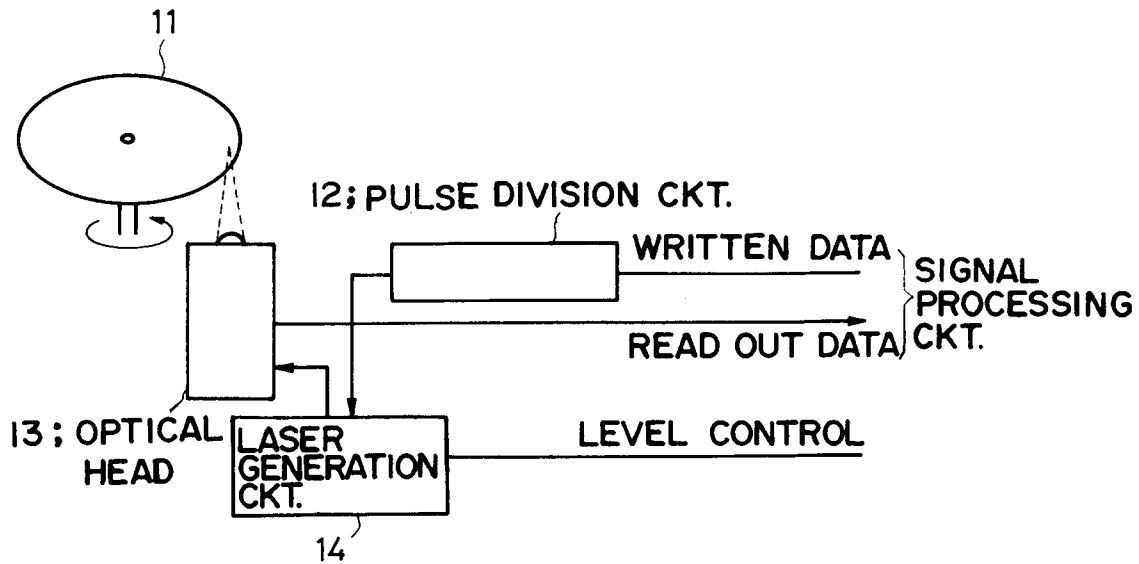 11
12; PULSE DIVISION CKT.
WRITTEN DATA
SIGNAL
PROCESSING
CKT.
READ OUT DATA
13; OPTICAL
HEAD
LASER
GENERATION
CKT.
LEVEL CONTROL
14